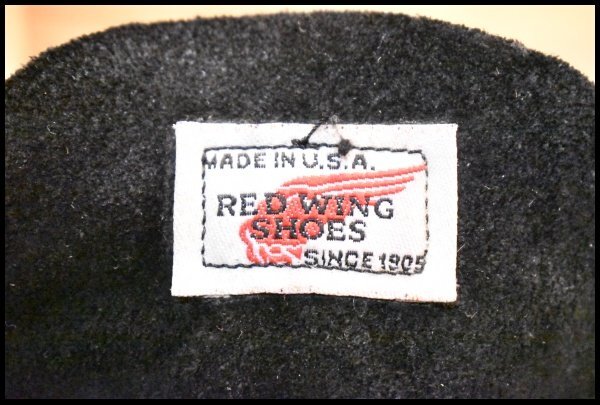 MADE IN U.S.A.
RED WING
SHOES
SINCE 1905